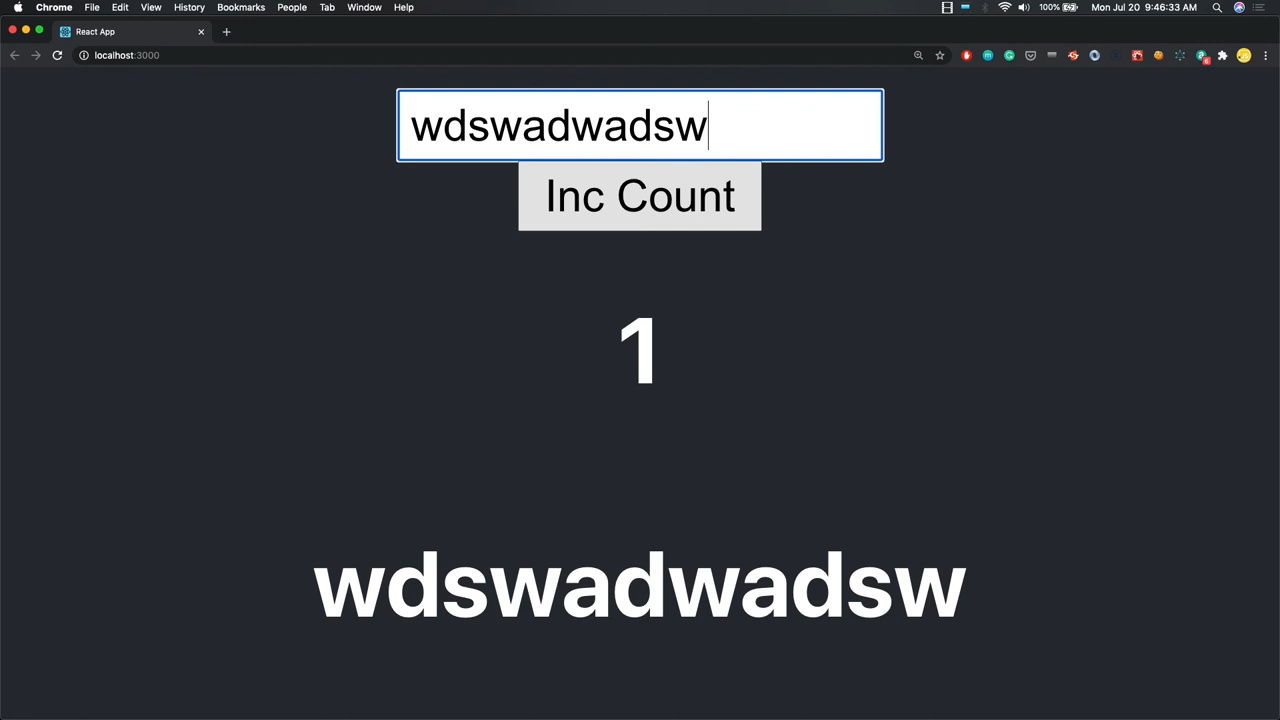 Chrome File Edit View History Bookmarks People Tab Window Help 100% Mon Jul 20 9:46:33 AM
React App
localhost:3000
6
wdswadwadsw
Inc Count
1
wdswadwadsw